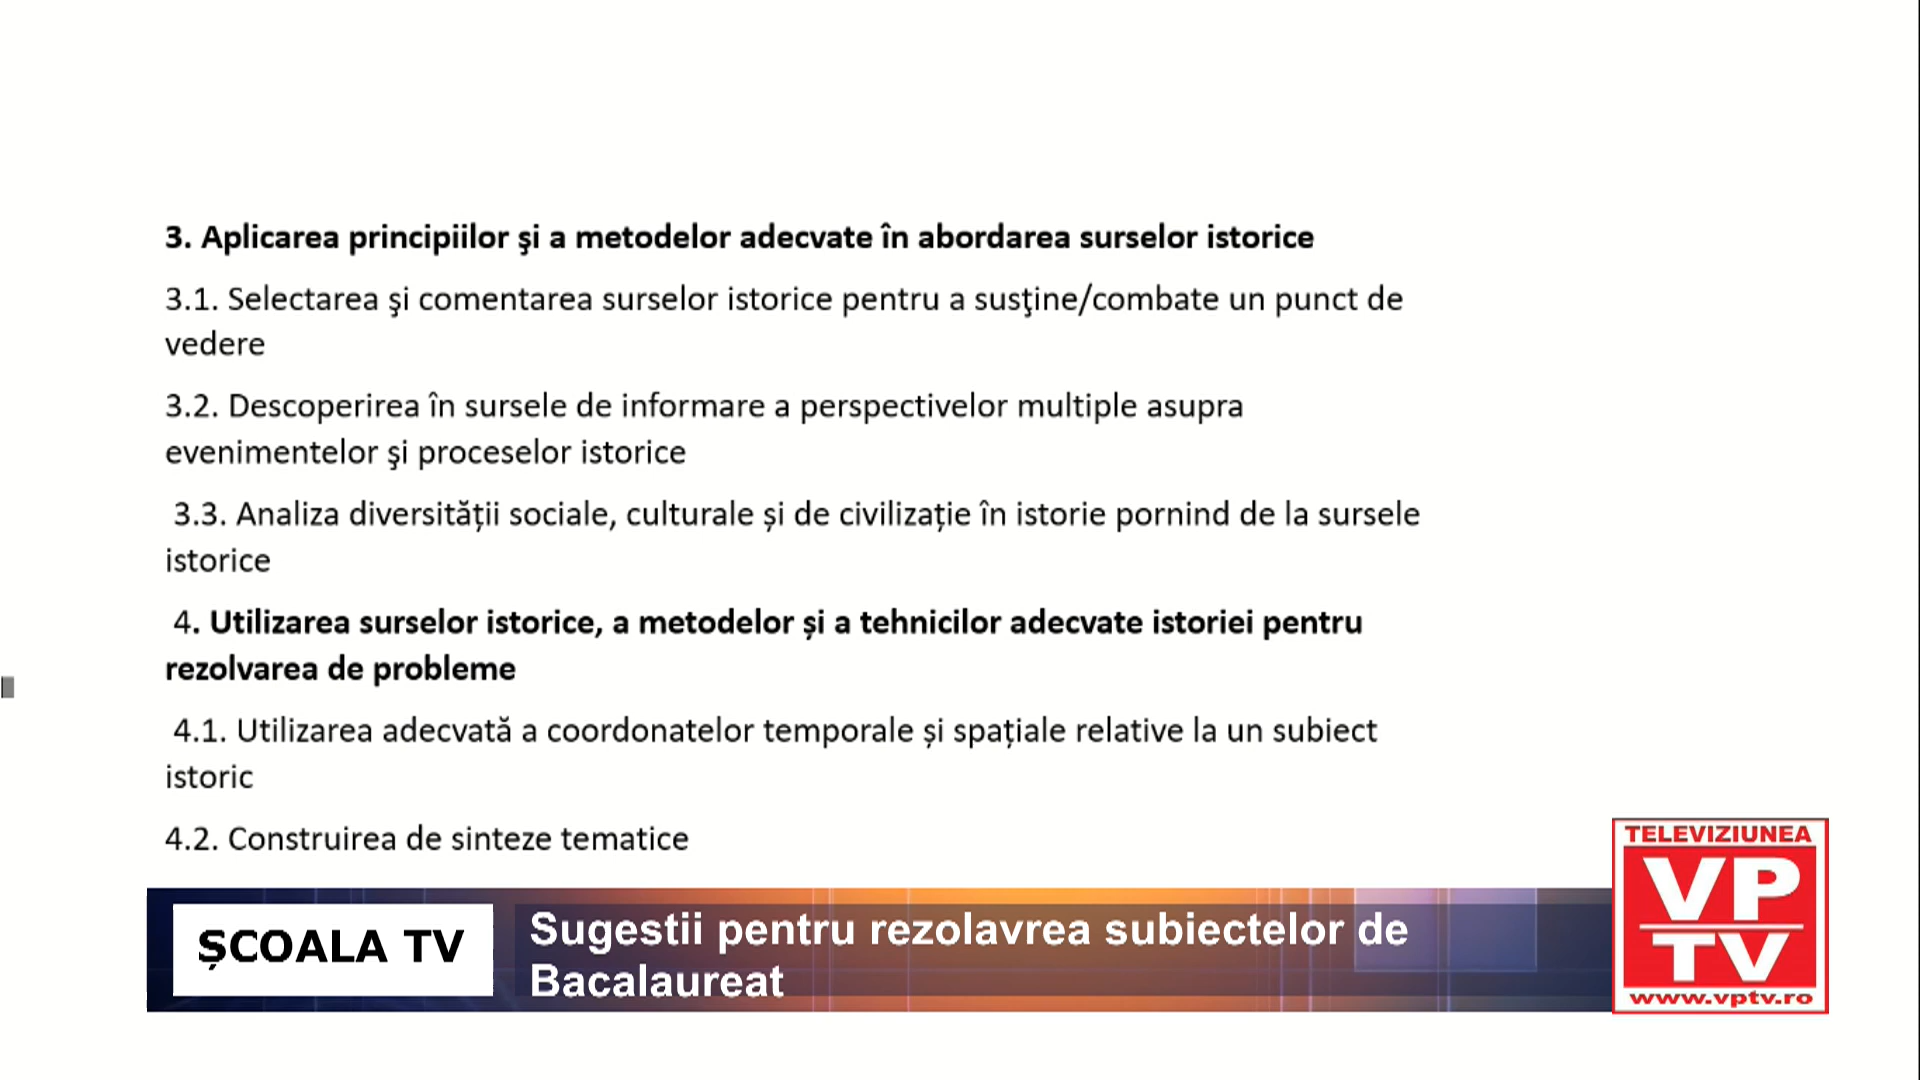 3. Aplicarea principiilor şi a metodelor adecvate în abordarea surselor istorice
3.1. Selectarea şi comentarea surselor istorice pentru a susţine/combate un punct de
vedere
3.2. Descoperirea în sursele de informare a perspectivelor multiple asupra
evenimentelor şi proceselor istorice
3.3. Analiza diversității sociale, culturale și de civilizație în istorie pornind de la sursele
istorice
4. Utilizarea surselor istorice, a metodelor și a tehnicilor adecvate istoriei pentru
rezolvarea de probleme
4.1. Utilizarea adecvată a coordonatelor temporale și spațiale relative la un subiect
istoric
4.2. Construirea de sinteze tematice
ȘCOALA TV
Sugestii pentru rezolavrea subiectelor de
Bacalaureat
TELEVIZIUNEA
VP
TV
www.vptv.ro